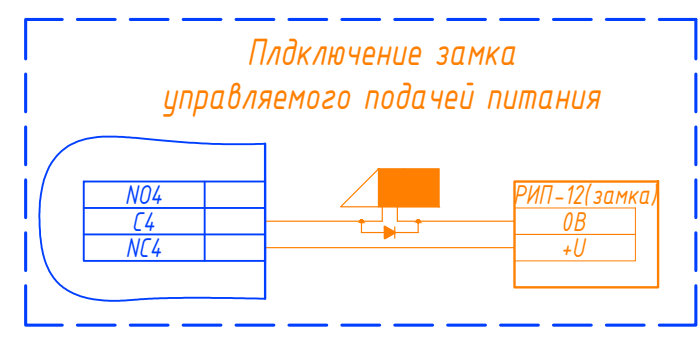 Плдключение замка
управляемого подачей питания
NO4
C4
NC4
РИП-12(замка)
0В
+U